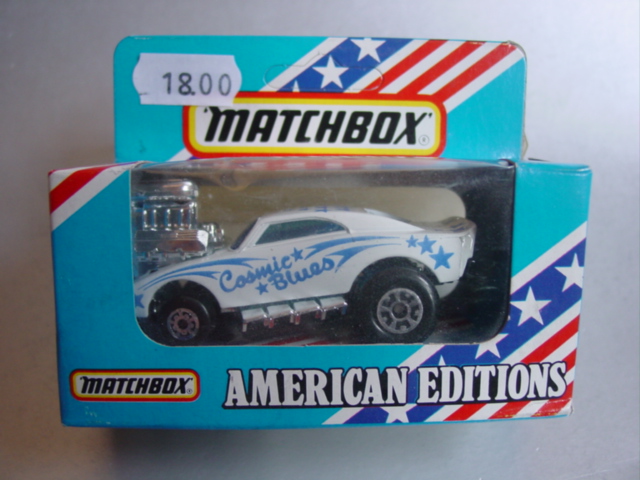 18.00
"MATCHBOX"®
Cosmic
Blues
"MATCHBOX"®
AMERICAN EDITIONS